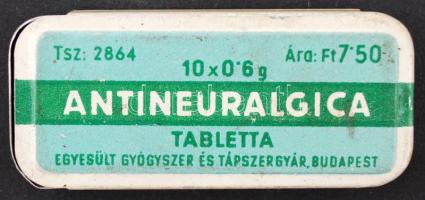 Tsz: 2864 Ára: Ft 7·50
10 x 0·6 g
ANTINEURALGICA
TABLETTA
EGYESÜLT GYÓGYSZER ÉS TÁPSZERGYÁR, BUDAPEST